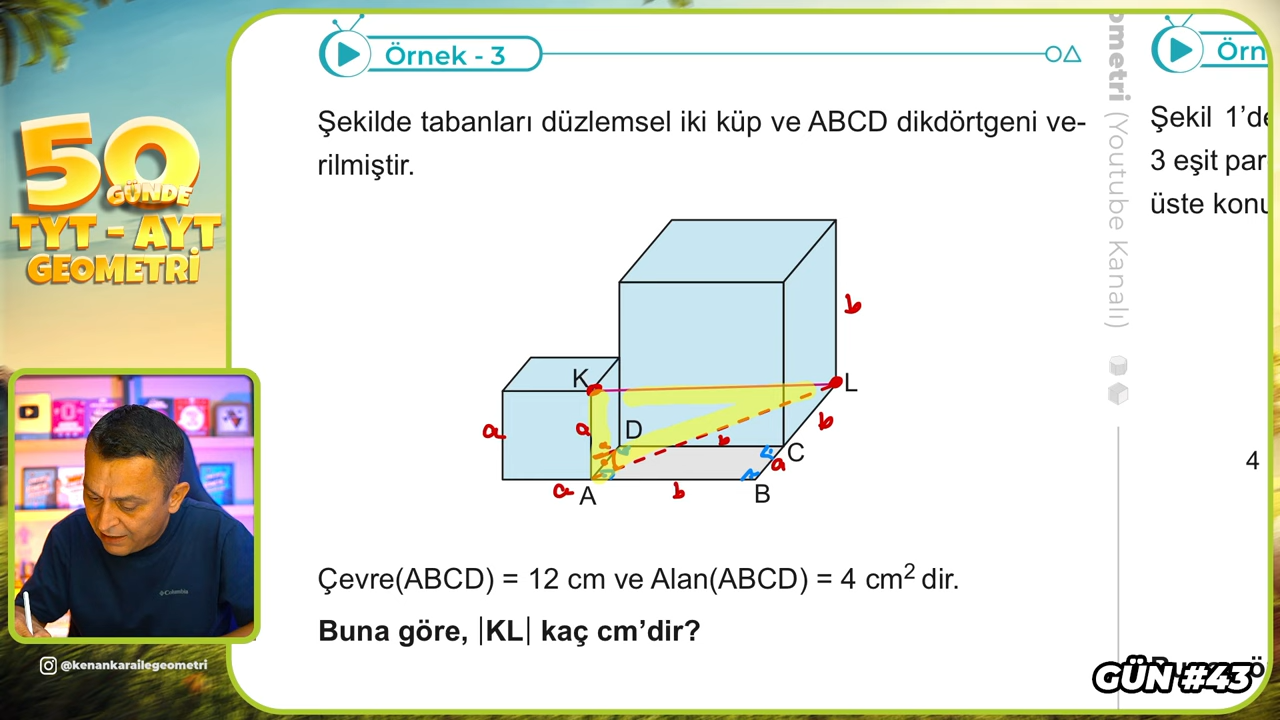 50
GÜNDE
TYT - AYT
GEOMETRİ
Örnek - 3
Şekilde tabanları düzlemsel iki küp ve ABCD dikdörtgeni ve-
rilmiştir.
b
K
L
a
a
D
b
b
C
a
a
A
b
B
Çevre(ABCD) = 12 cm ve Alan(ABCD) = 4 cm² dir.
Buna göre, |KL| kaç cm’dir?
ometri (Youtube Kanalı)
Örn
Şekil 1’de
3 eşit par
üste konu
4
Columbia
@kenankarailegeometri
GÜN #43